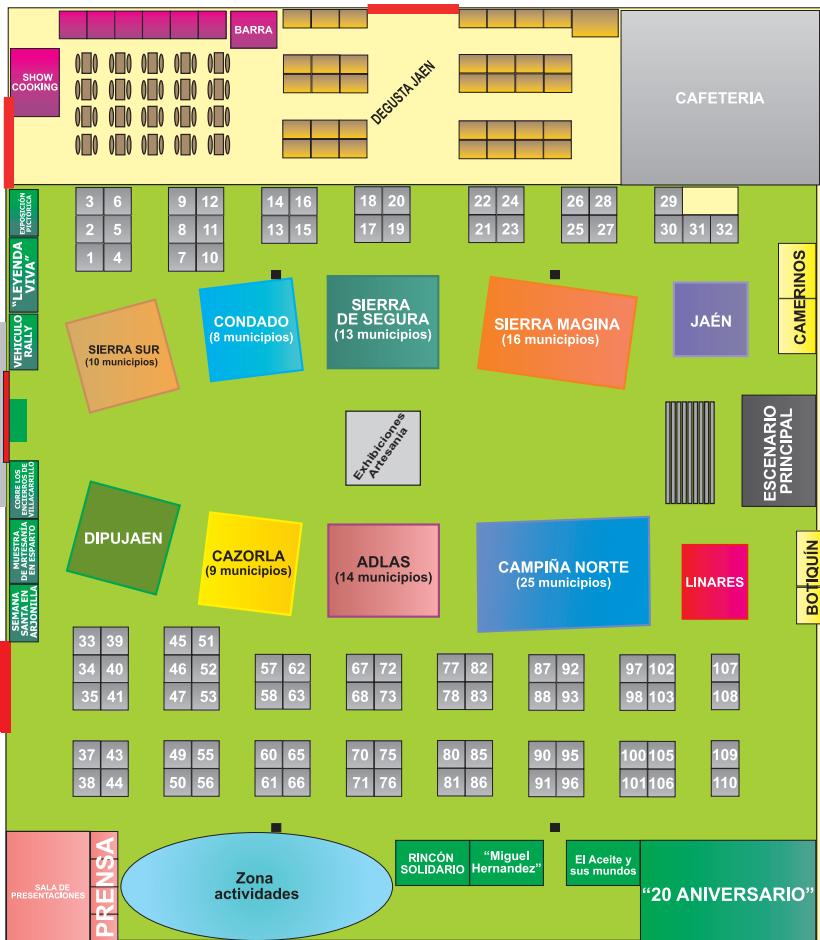 BARRA
SHOW
COOKING
DEGUSTA JAEN
CAFETERIA
EXPOSICIÓN
PICTÓRICA
3 6 9 12 14 16 18 20 22 24 26 28 29
2 5 8 11 13 15 17 19 21 23 25 27 30 31 32
1 4 7 10
"LEYENDA
VIVA"
VEHICULO
RALLY
CAMERINOS
SIERRA SUR
(10 municipios)
CONDADO
(8 municipios)
SIERRA
DE SEGURA
(13 municipios)
SIERRA MAGINA
(16 municipios)
JAÉN
Exhibiciones
Artesanía
ESCENARIO
PRINCIPAL
CORRE LOS
ENCIERROS DE
VILLACARRILLO
MUESTRA
DE ARTESANÍA
EN ESPARTO
SEMANA
SANTA EN
ARJONILLA
DIPUJAEN
CAZORLA
(9 municipios)
ADLAS
(14 municipios)
CAMPIÑA NORTE
(25 municipios)
LINARES
BOTIQUÍN
33 39 45 51
34 40 46 52 57 62 67 72 77 82 87 92 97 102 107
35 41 47 53 58 63 68 73 78 83 88 93 98 103 108
37 43 49 55 60 65 70 75 80 85 90 95 100 105 109
38 44 50 56 61 66 71 76 81 86 91 96 101 106 110
SALA DE
PRESENTACIONES
PRENSA
Zona
actividades
RINCÓN
SOLIDARIO
"Miguel
Hernandez"
El Aceite y
sus mundos
"20 ANIVERSARIO"